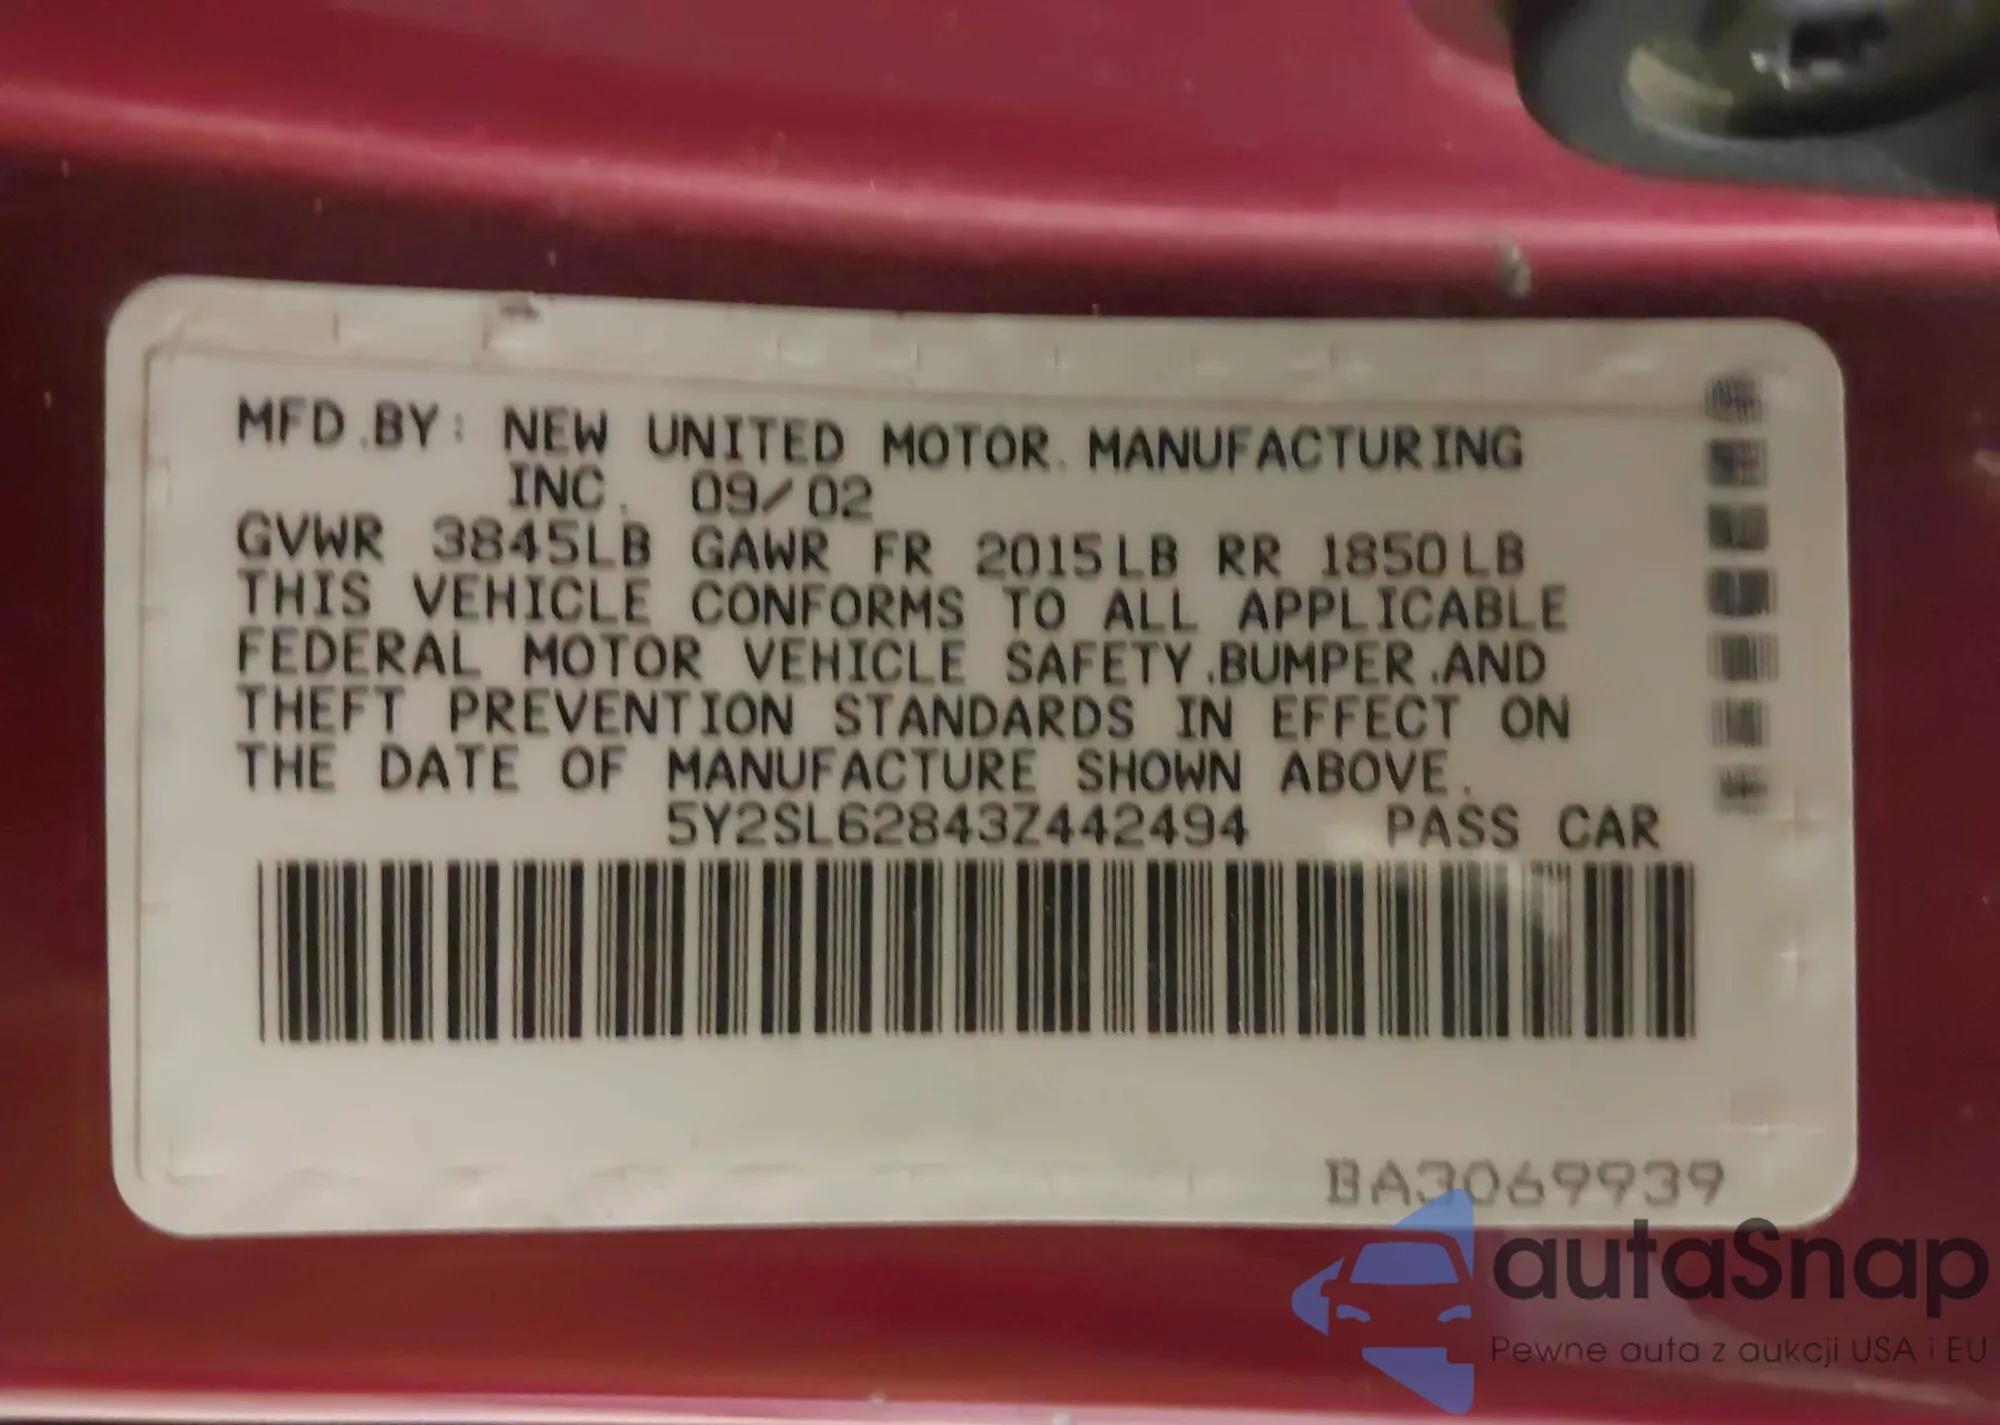 MFD.BY: NEW UNITED MOTOR MANUFACTURING
INC. 09/02
GVWR 3845LB GAWR FR 2015LB RR 1850LB
THIS VEHICLE CONFORMS TO ALL APPLICABLE
FEDERAL MOTOR VEHICLE SAFETY,BUMPER,AND
THEFT PREVENTION STANDARDS IN EFFECT ON
THE DATE OF MANUFACTURE SHOWN ABOVE.
5Y2SL62843Z442494 PASS CAR
BA3069939
autaSnap
Pewne auta z aukcji USA i EU